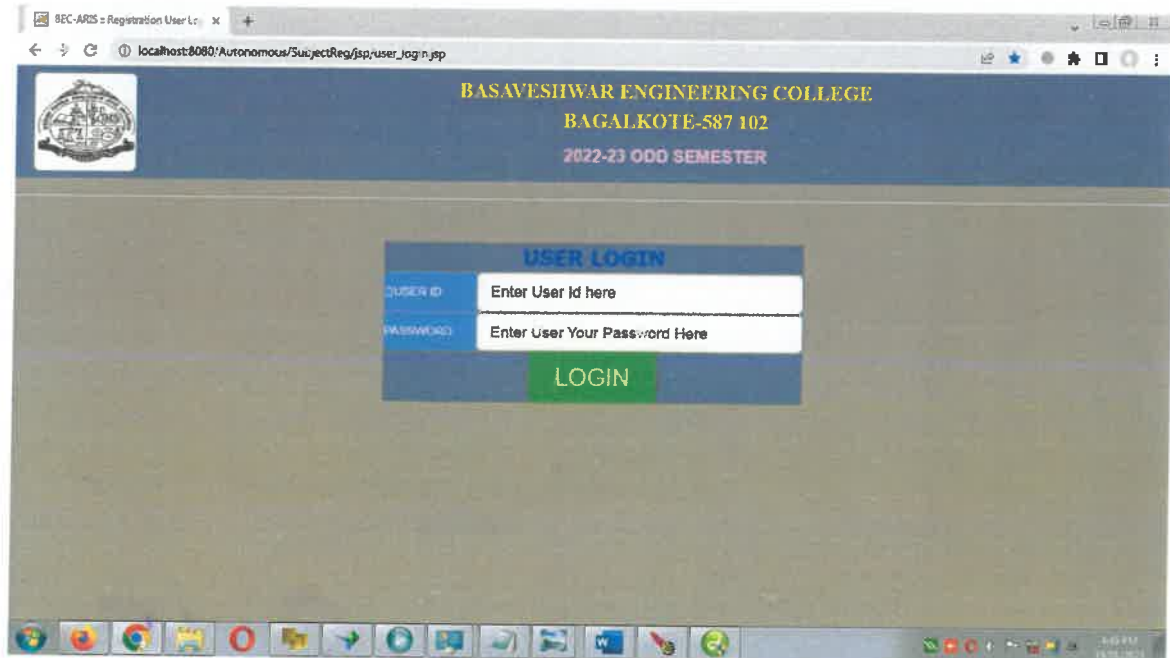 BEC-ARIS :: Registration User Lo
localhost:8080/Autonomous/SubjectReg/jsp/user_login.jsp
BASAVESHWAR ENGINEERING COLLEGE
BAGALKOTE-587 102
2022-23 ODD SEMESTER
USER LOGIN
USER ID
Enter User Id here
PASSWORD
Enter User Your Password Here
LOGIN